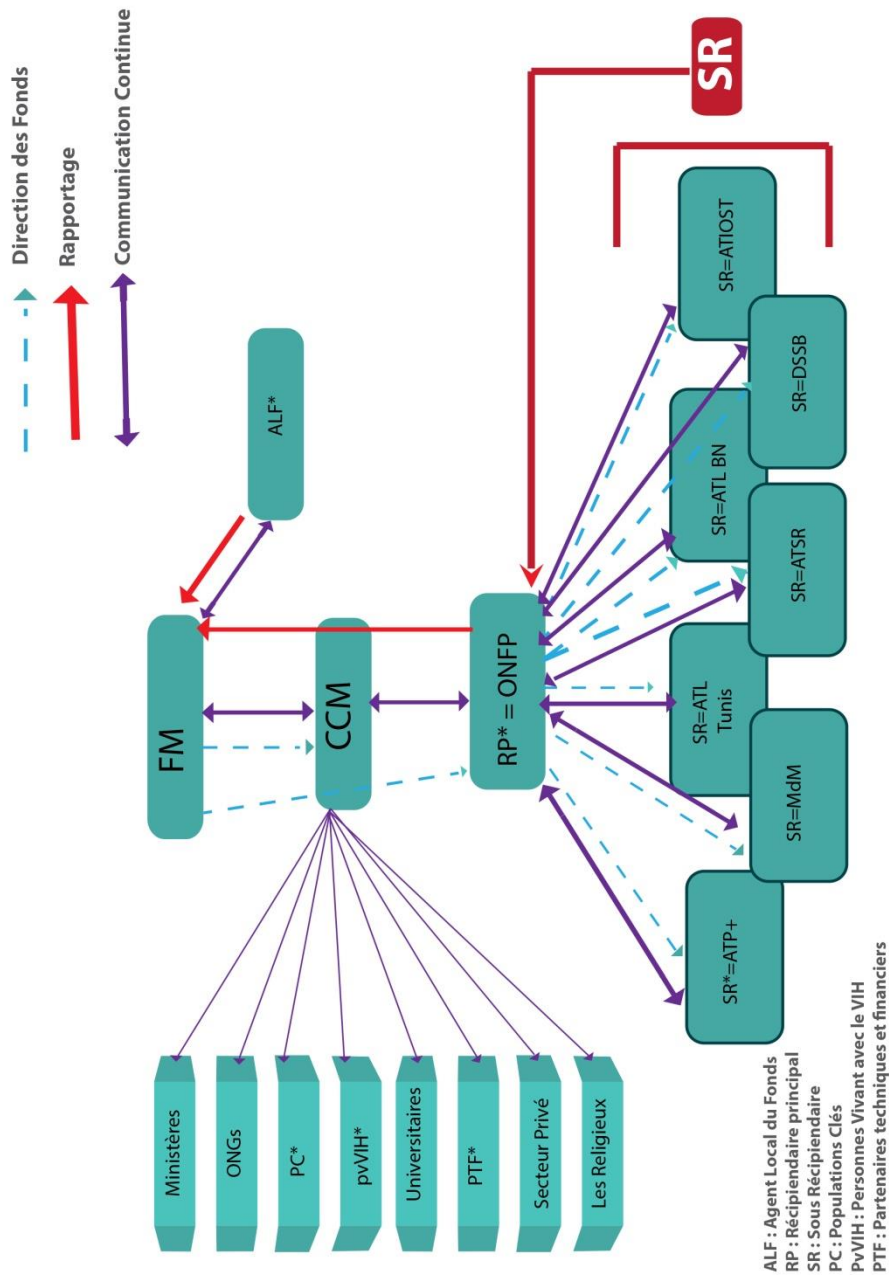 Direction des Fonds
Rapportage
Communication Continue
FM
ALF*
CCM
RP* = ONFP
SR
Ministères
ONGs
PC*
pvVIH*
Universitaires
PTF*
Secteur Privé
Les Religieux
SR*=ATP+
SR=MdM
SR=ATL
Tunis
SR=ATSR
SR=ATL BN
SR=DSSB
SR=ATIOST
ALF : Agent Local du Fonds
RP : Récipiendaire principal
SR : Sous Récipiendaire
PC : Populations Clés
PvVIH : Personnes Vivant avec le VIH
PTF : Partenaires techniques et financiers